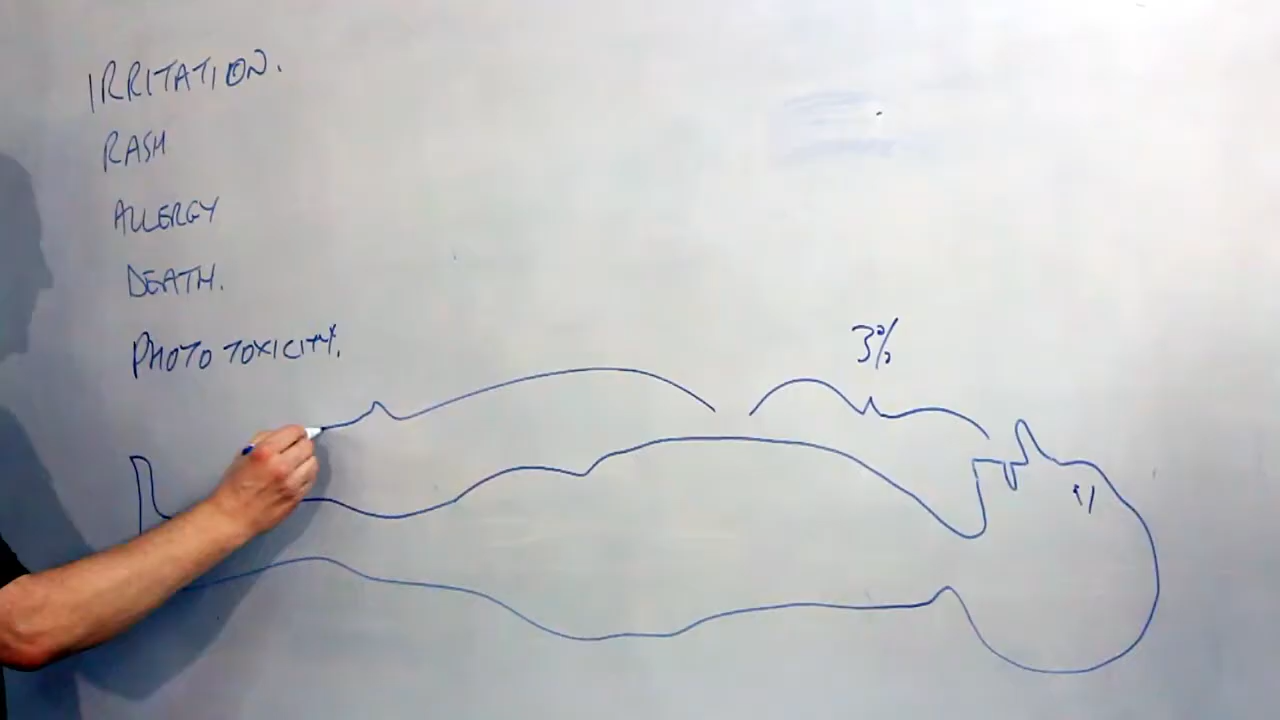 IRRITATION.
RASH
ALLERGY
DEATH.
PHOTO TOXICITY.
3%